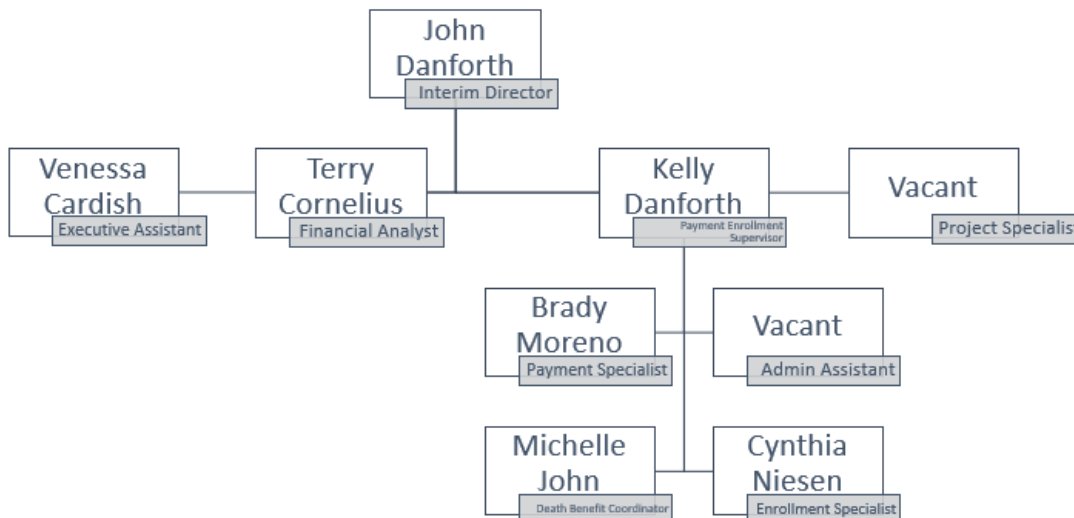 John
Danforth
Interim Director
Venessa
Cardish
Executive Assistant
Terry
Cornelius
Financial Analyst
Kelly
Danforth
Payment Enrollment
Supervisor
Vacant
Project Specialist
Brady
Moreno
Payment Specialist
Vacant
Admin Assistant
Michelle
John
Death Benefit Coordinator
Cynthia
Niesen
Enrollment Specialist